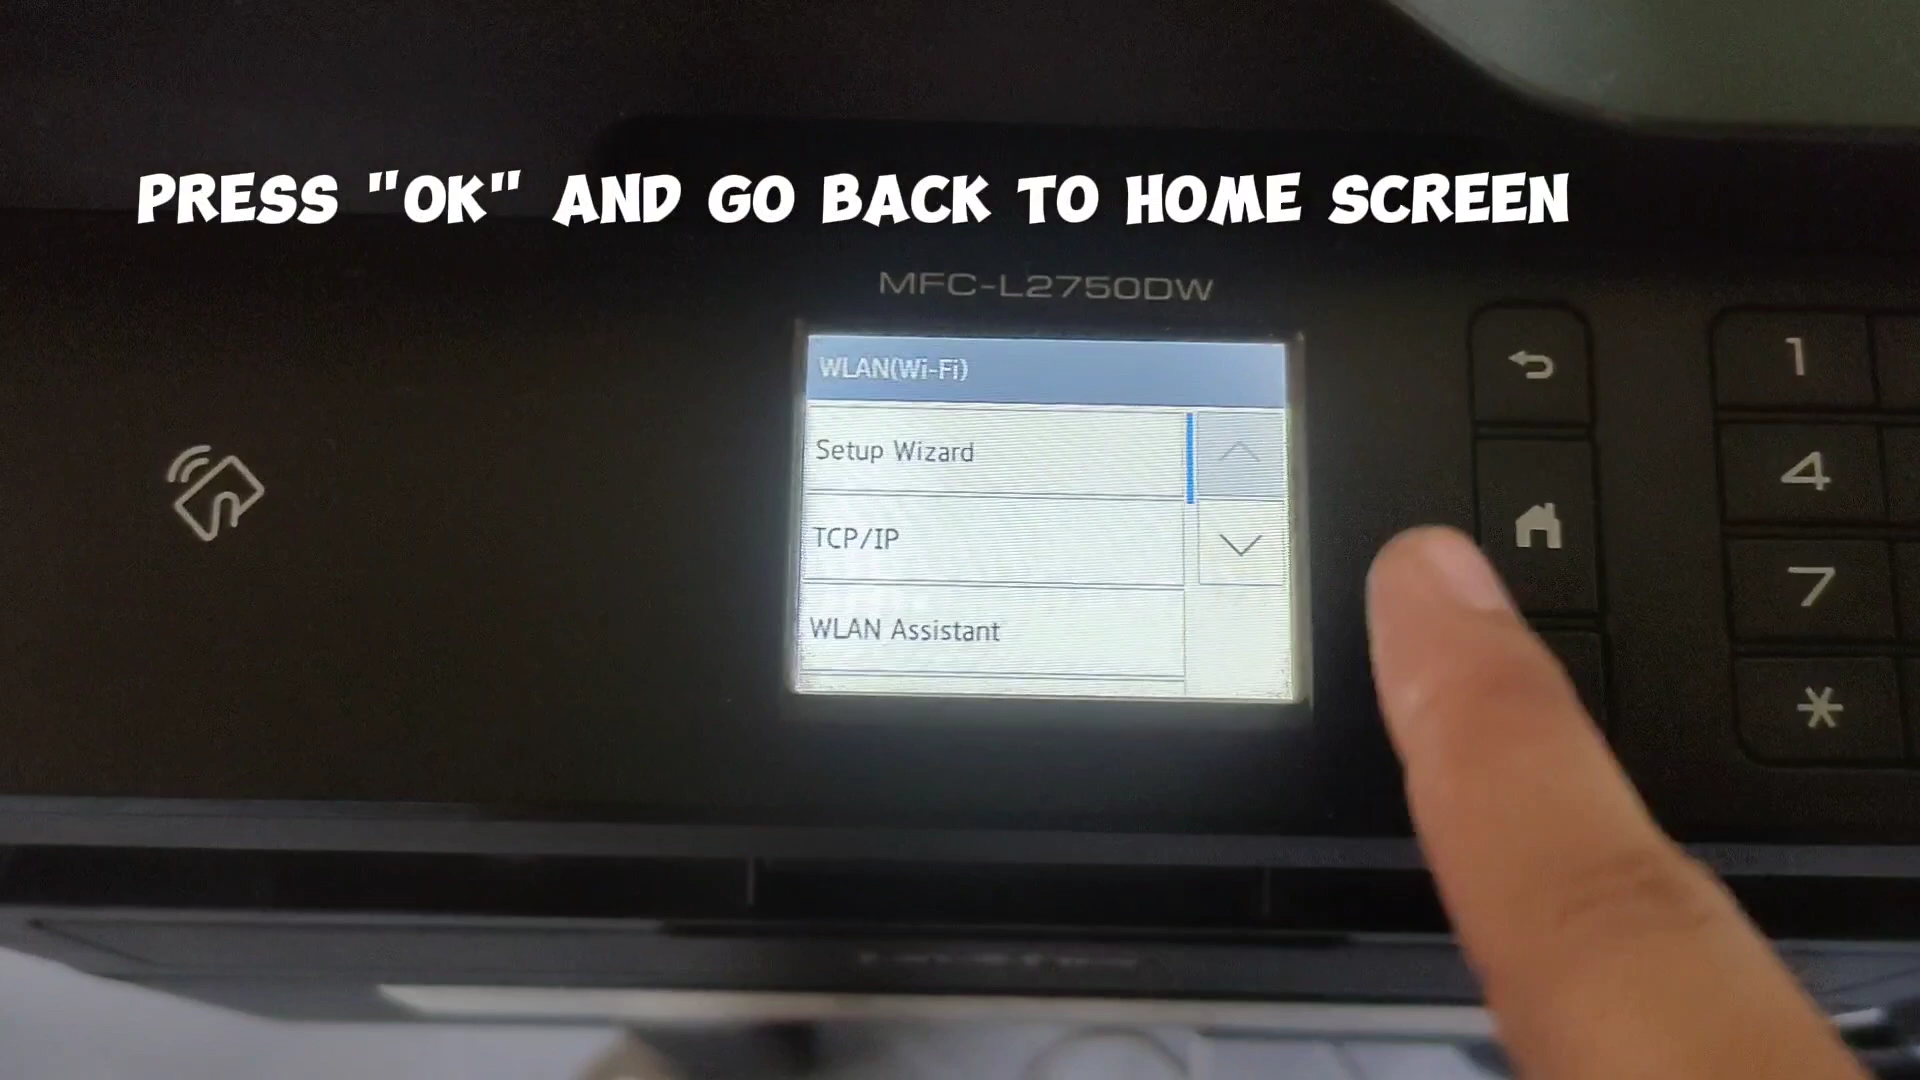 PRESS "OK" AND GO BACK TO HOME SCREEN
MFC-L2750DW
WLAN(Wi-Fi)
Setup Wizard
TCP/IP
WLAN Assistant
1
4
7
*